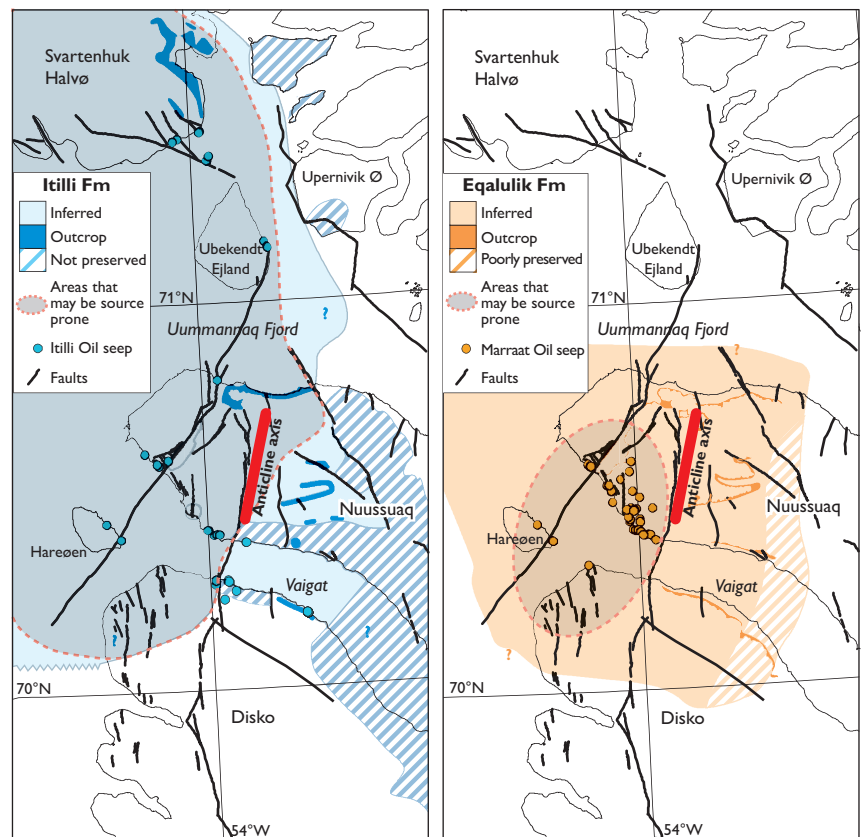 Svartenhuk
Halvø
Itilli Fm
Inferred
Outcrop
Not preserved
Areas that
may be source
prone
Itilli Oil seep
Faults
Upernivik Ø
Ubekendt
Ejland
71°N
?
Uummannaq Fjord
Anticline axis
Nuussuaq
Hareøen
Vaigat
?
?
70°N
Disko
54°W
Svartenhuk
Halvø
Eqalulik Fm
Inferred
Outcrop
Poorly preserved
Areas that
may be source
prone
Marraat Oil seep
Faults
Upernivik Ø
Ubekendt
Ejland
71°N
Uummannaq Fjord
?
Anticline axis
Nuussuaq
Hareøen
Vaigat
?
70°N
Disko
54°W